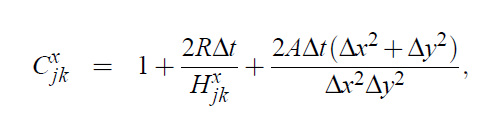 $C^x_{jk} = 1 + \frac{2R\Delta t}{H^x_{jk}} + \frac{2A\Delta t(\Delta x^2 + \Delta y^2)}{\Delta x^2 \Delta y^2},$